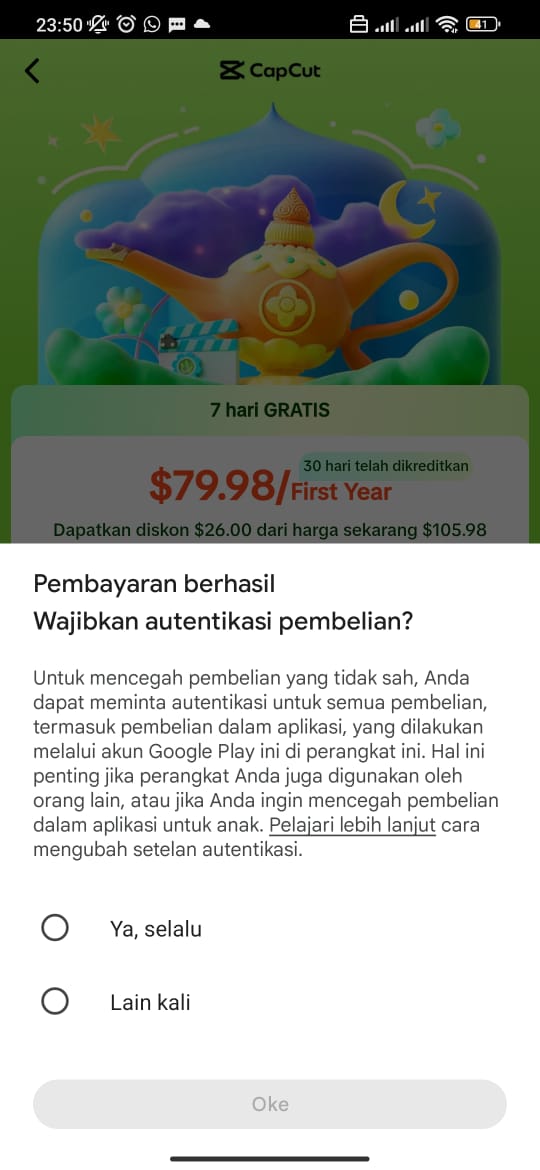 23:50
41
CapCut
7 hari GRATIS
30 hari telah dikreditkan
$79.98/First Year
Dapatkan diskon $26.00 dari harga sekarang $105.98
Pembayaran berhasil
Wajibkan autentikasi pembelian?
Untuk mencegah pembelian yang tidak sah, Anda
dapat meminta autentikasi untuk semua pembelian,
termasuk pembelian dalam aplikasi, yang dilakukan
melalui akun Google Play ini di perangkat ini. Hal ini
penting jika perangkat Anda juga digunakan oleh
orang lain, atau jika Anda ingin mencegah pembelian
dalam aplikasi untuk anak. Pelajari lebih lanjut cara
mengubah setelan autentikasi.
Ya, selalu
Lain kali
Oke